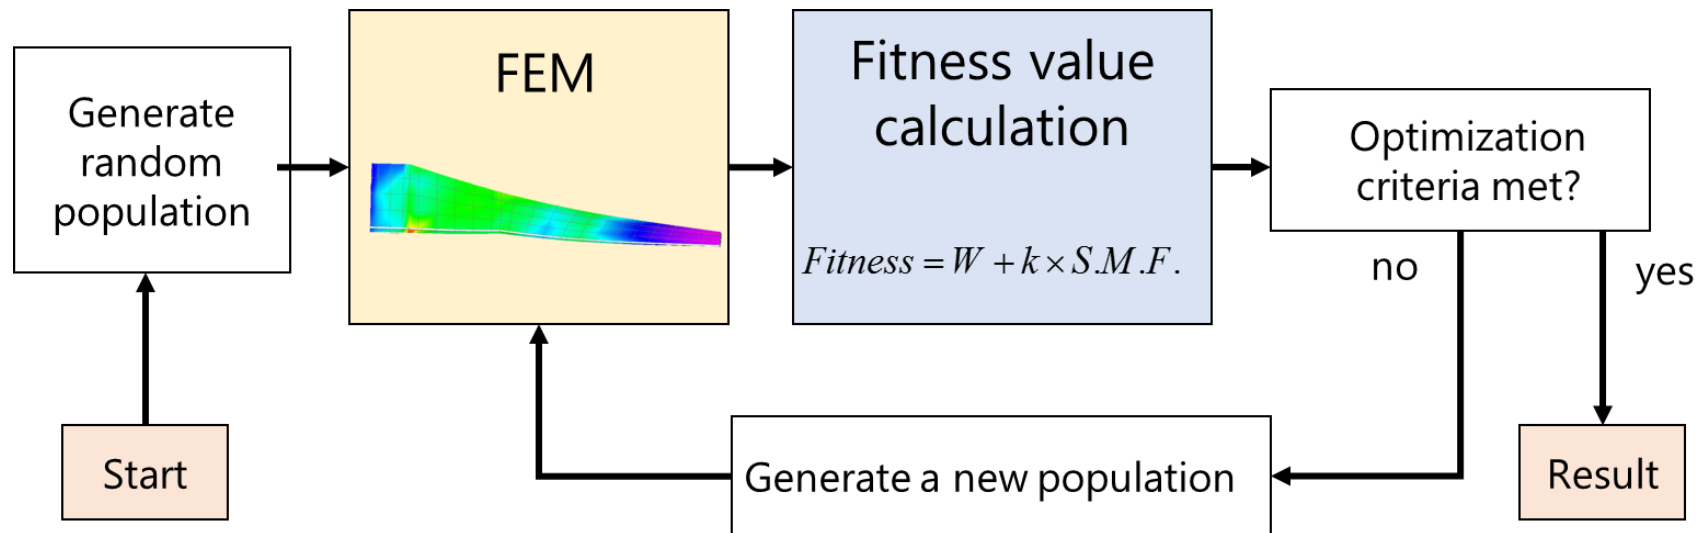 Generate
random
population
FEM
Fitness value
calculation
Fitness = W + k × S.M.F.
Optimization
criteria met?
no
yes
Start
Generate a new population
Result